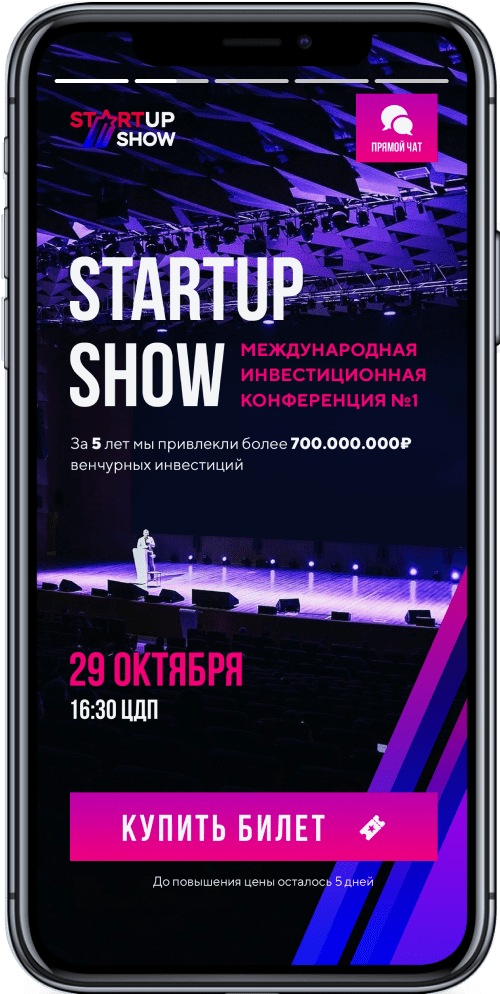 STARTUP
SHOW
ПРЯМОЙ ЧАТ
STARTUP
SHOW
МЕЖДУНАРОДНАЯ
ИНВЕСТИЦИОННАЯ
КОНФЕРЕНЦИЯ №1
За 5 лет мы привлекли более 700.000.000₽
венчурных инвестиций
29 ОКТЯБРЯ
16:30 ЦДП
КУПИТЬ БИЛЕТ
До повышения цены осталось 5 дней